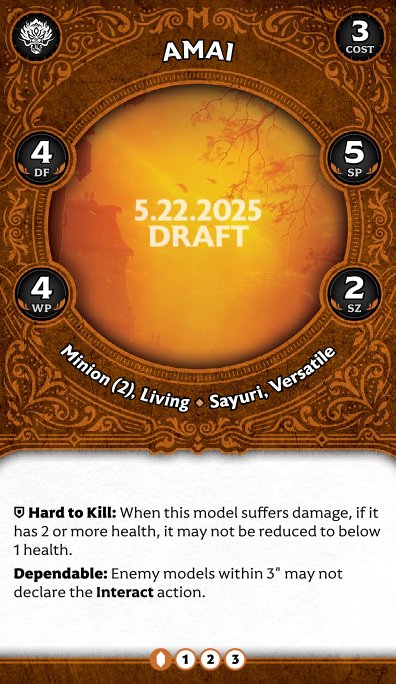 AMAI
3
COST
4
DF
5
SP
5.22.2025
DRAFT
4
WP
2
SZ
Minion (2), Living ◆ Sayuri, Versatile
Hard to Kill: When this model suffers damage, if it
has 2 or more health, it may not be reduced to below
1 health.
Dependable: Enemy models within 3" may not
declare the Interact action.
1 2 3